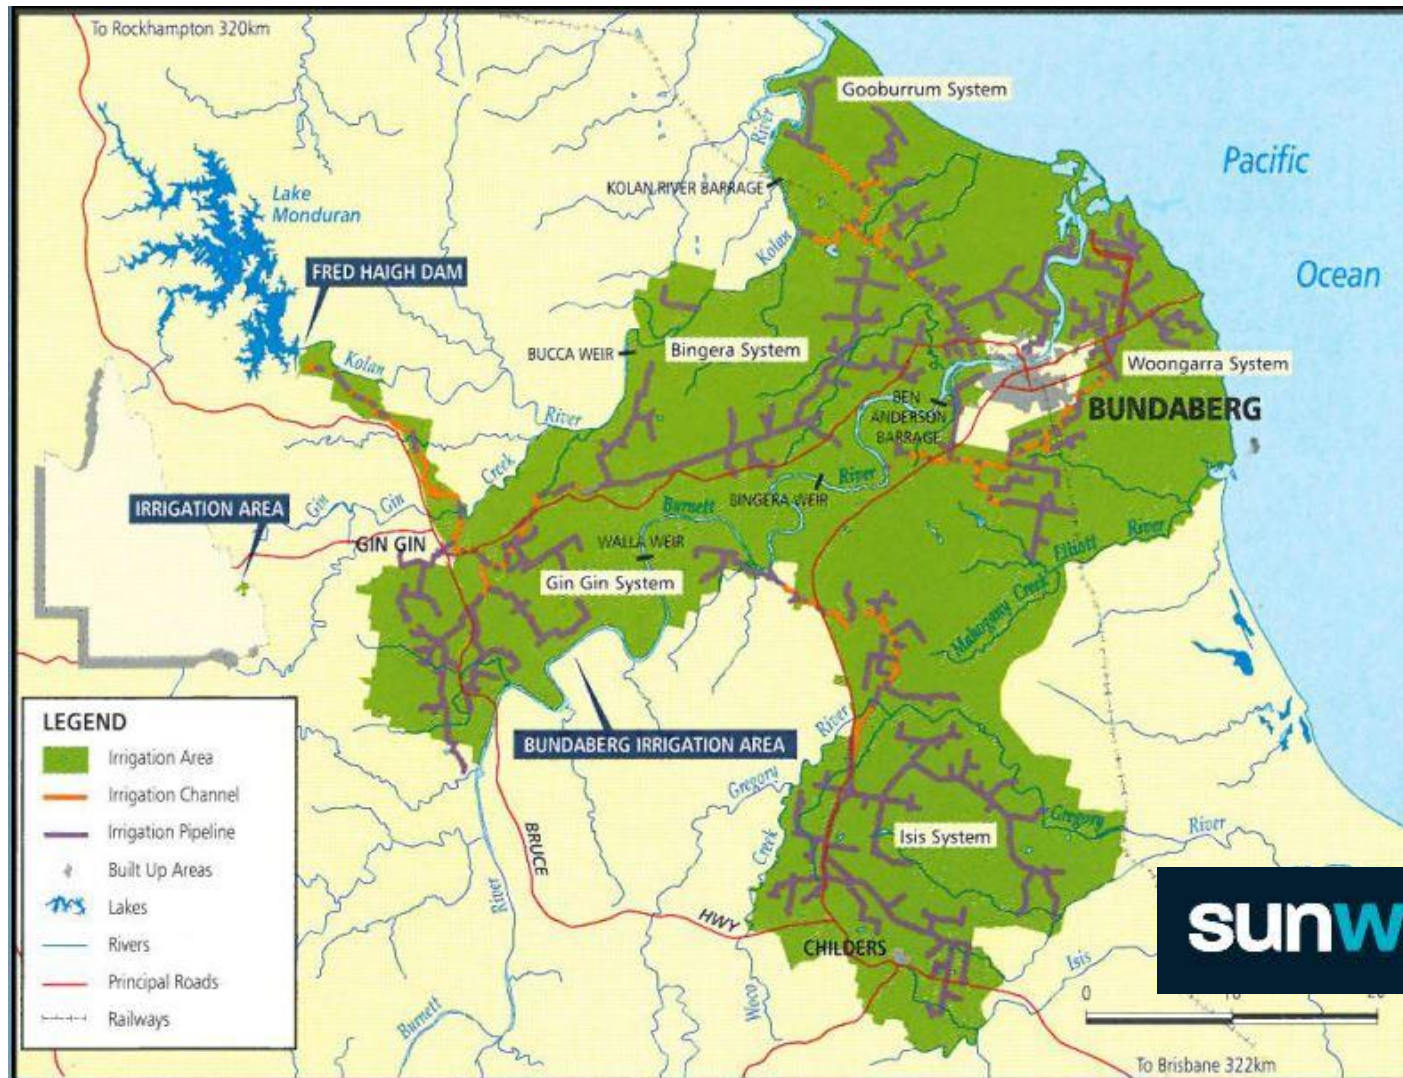 To Rockhampton 320km
Gooburrum System
Pacific
Ocean
River
KOLAN RIVER BARRAGE
Lake
Monduran
Kolan
FRED HAIGH DAM
BUCCA WEIR
Bingera System
Woongarra System
Kolan
River
BEN
ANDERSON
BARRAGE
BUNDABERG
Creek
River
BINGERA WEIR
Burnett
IRRIGATION AREA
Gin
Gin
GIN GIN
WALLA WEIR
Gin Gin System
River
Elliott
Mahogany Creek
BUNDABERG IRRIGATION AREA
River
Gregory
LEGEND
Irrigation Area
Irrigation Channel
Irrigation Pipeline
Built Up Areas
Lakes
Rivers
Principal Roads
Railways
BRUCE
HWY
River
Burnett
Creek
Woco
Isis System
Gregory
River
CHILDERS
Isis
sunw
0
To Brisbane 322km